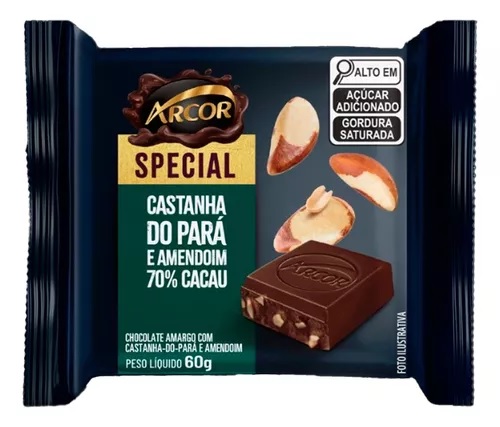 ARCOR
SPECIAL
CASTANHA
DO PARÁ
E AMENDOIM
70% CACAU
CHOCOLATE AMARGO COM
CASTANHA-DO-PARÁ E AMENDOIM
PESO LÍQUIDO 60g
ALTO EM
AÇÚCAR
ADICIONADO
GORDURA
SATURADA
ARCOR
FOTO ILUSTRATIVA